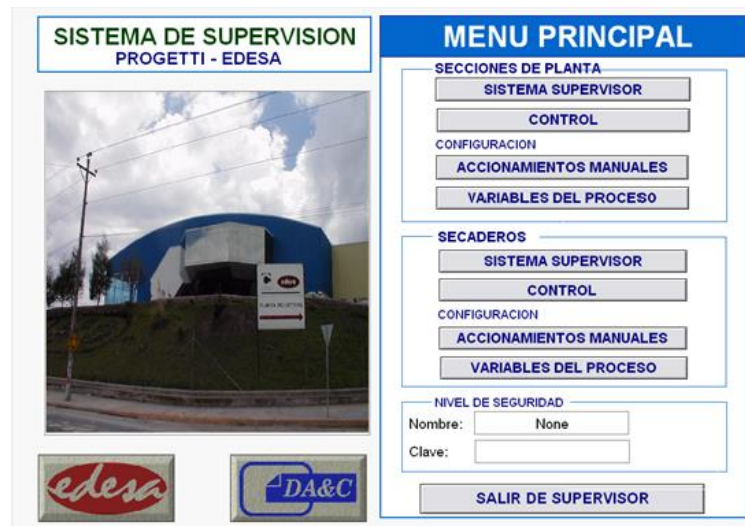 SISTEMA DE SUPERVISION
PROGETTI - EDESA
edesa
edesa
DA&C
MENU PRINCIPAL
SECCIONES DE PLANTA
SISTEMA SUPERVISOR
CONTROL
CONFIGURACION
ACCIONAMIENTOS MANUALES
VARIABLES DEL PROCESO
SECADEROS
SISTEMA SUPERVISOR
CONTROL
CONFIGURACION
ACCIONAMIENTOS MANUALES
VARIABLES DEL PROCESO
NIVEL DE SEGURIDAD
Nombre: None
Clave:
SALIR DE SUPERVISOR